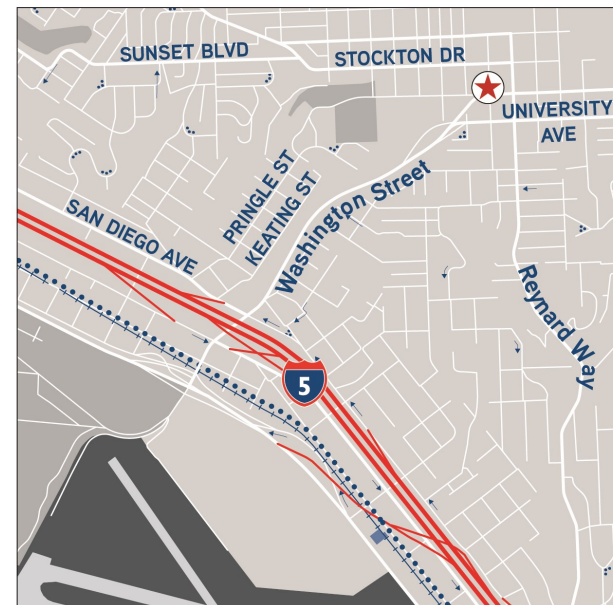 SUNSET BLVD
STOCKTON DR
UNIVERSITY
AVE
PRINGLE ST
KEATING ST
Washington Street
SAN DIEGO AVE
Reynard Way
5